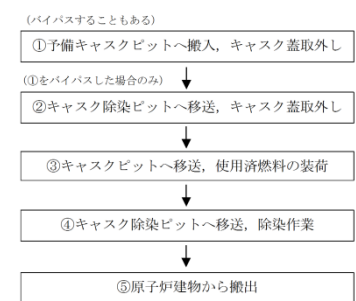 (バイパスすることもある)
①予備キャスクピットへ搬入，キャスク蓋取外し
(①をバイパスした場合のみ)
②キャスク除染ピットへ移送，キャスク蓋取外し
③キャスクピットへ移送，使用済燃料の装荷
④キャスク除染ピットへ移送，除染作業
⑤原子炉建物から搬出